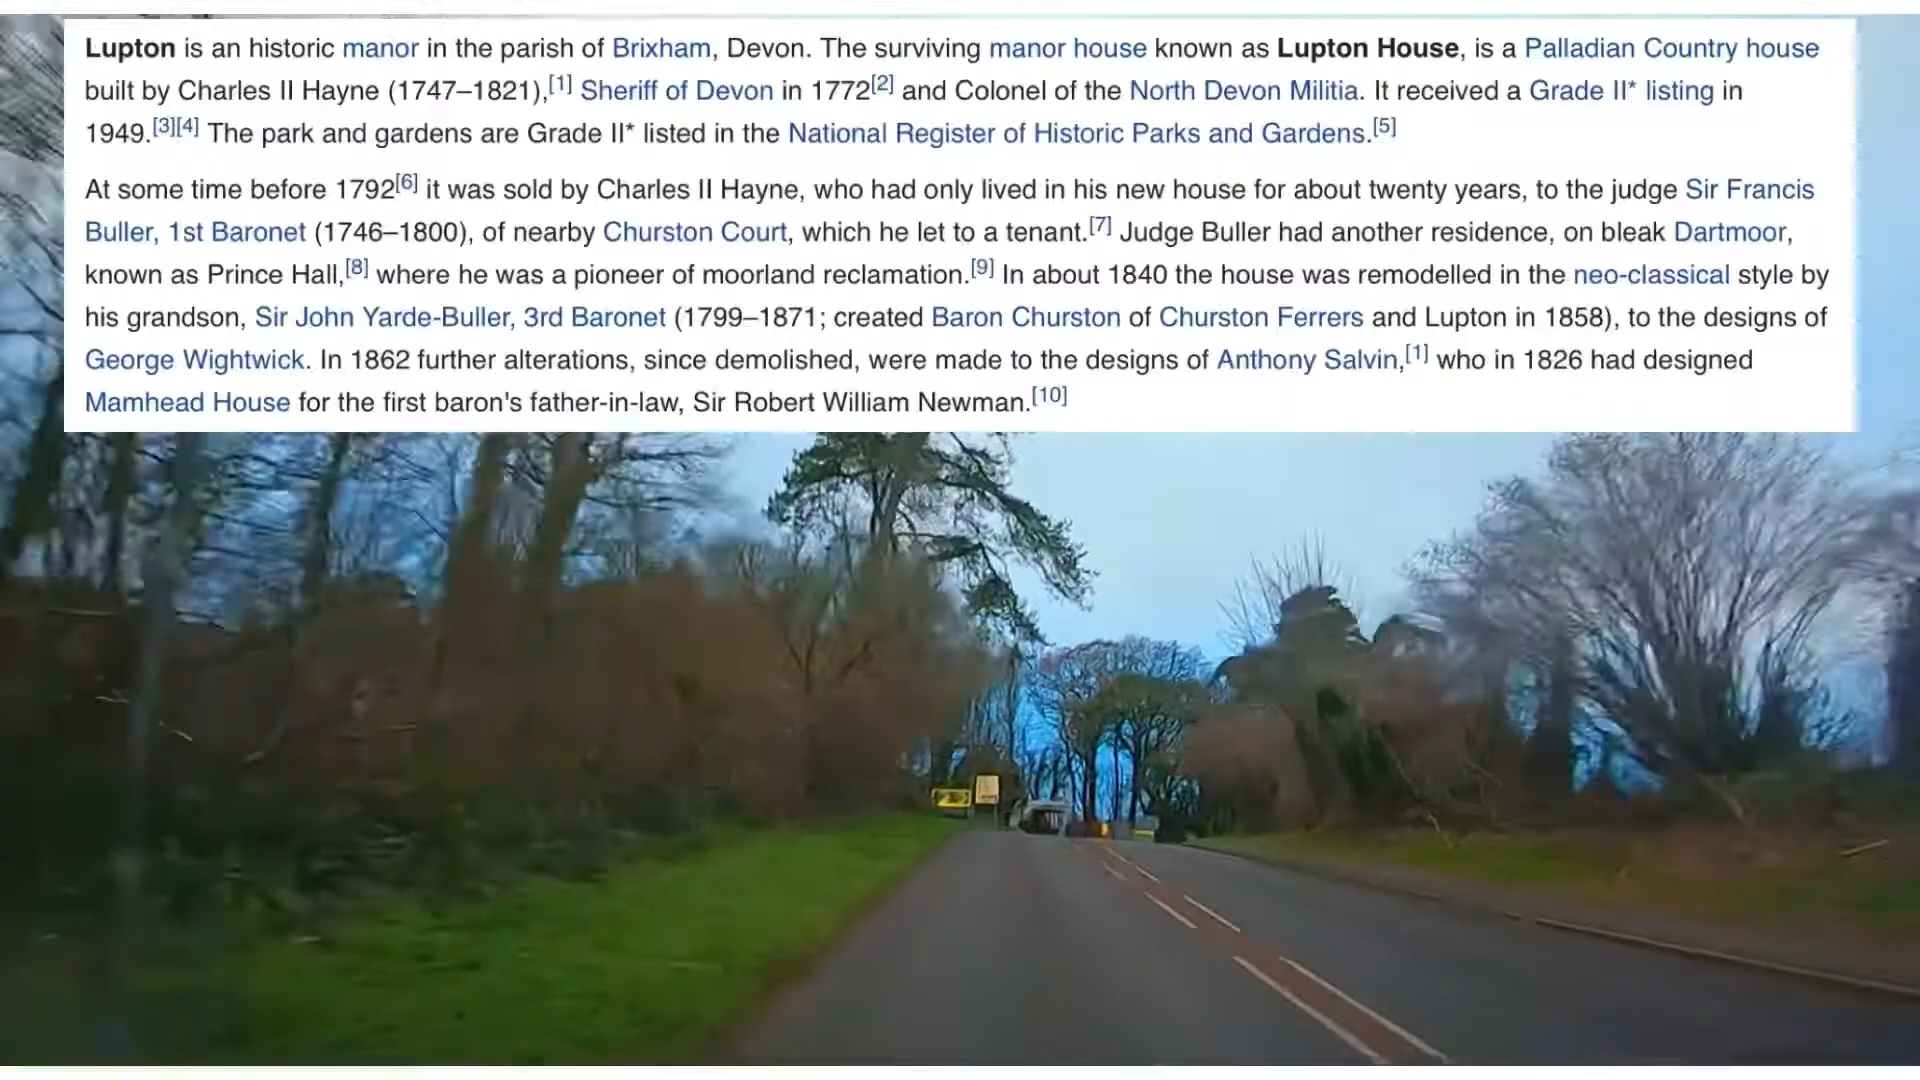 Lupton is an historic manor in the parish of Brixham, Devon. The surviving manor house known as Lupton House, is a Palladian Country house
built by Charles II Hayne (1747–1821),[1] Sheriff of Devon in 1772[2] and Colonel of the North Devon Militia. It received a Grade II* listing in
1949.[3][4] The park and gardens are Grade II* listed in the National Register of Historic Parks and Gardens.[5]
At some time before 1792[6] it was sold by Charles II Hayne, who had only lived in his new house for about twenty years, to the judge Sir Francis
Buller, 1st Baronet (1746–1800), of nearby Churston Court, which he let to a tenant.[7] Judge Buller had another residence, on bleak Dartmoor,
known as Prince Hall,[8] where he was a pioneer of moorland reclamation.[9] In about 1840 the house was remodelled in the neo-classical style by
his grandson, Sir John Yarde-Buller, 3rd Baronet (1799–1871; created Baron Churston of Churston Ferrers and Lupton in 1858), to the designs of
George Wightwick. In 1862 further alterations, since demolished, were made to the designs of Anthony Salvin,[1] who in 1826 had designed
Mamhead House for the first baron's father-in-law, Sir Robert William Newman.[10]